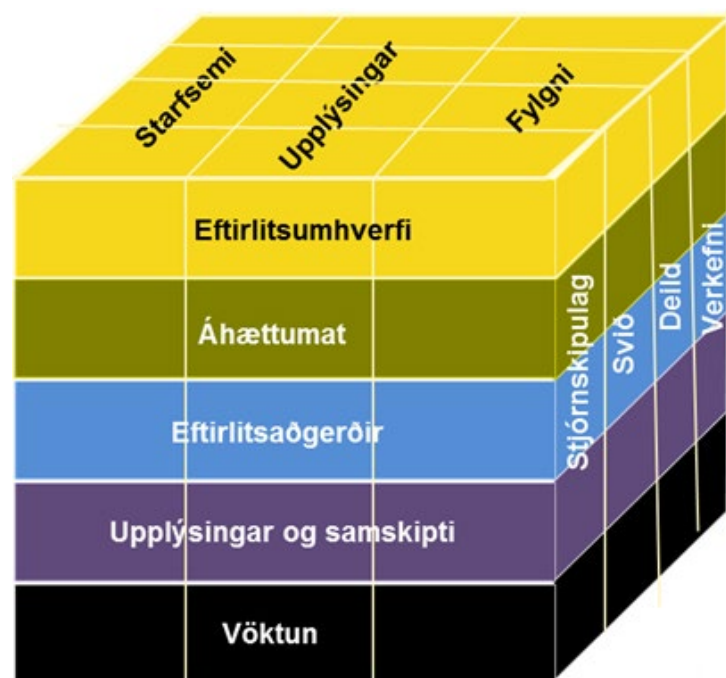 Starfsemi
Upplýsingar
Fylgni
Eftirlitsumhverfi
Áhættumat
Eftirlitsaðgerðir
Upplýsingar og samskipti
Vöktun
Stjórnskipulag
Svið
Deild
Verkefni